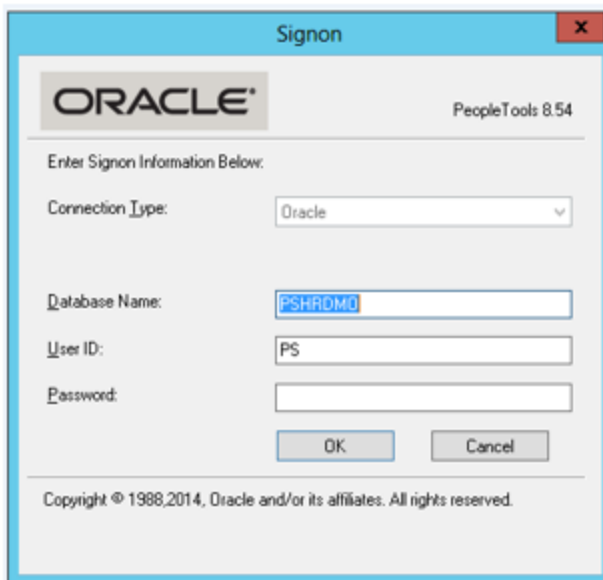 Signon
x
ORACLE®
PeopleTools 8.54
Enter Signon Information Below:
Connection Type:
Oracle
Database Name:
PSHRDMO
User ID:
PS
Password:
OK
Cancel
Copyright © 1988,2014, Oracle and/or its affiliates. All rights reserved.